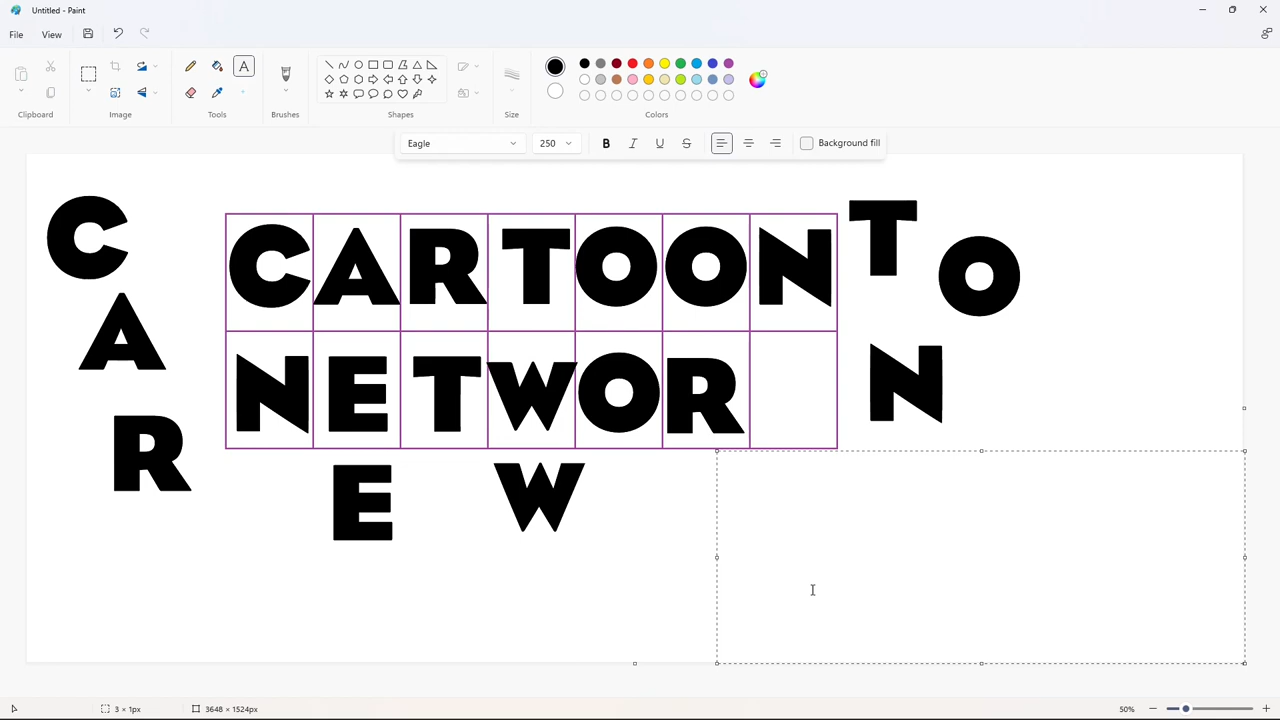 Untitled - Paint
File
View
Clipboard
Image
Tools
Brushes
Shapes
Size
Colors
Eagle
250
B
I
U
S
Background fill
A
C
A
R
CARTOON
NETWOR
T
O
N
E
W
3 × 1px
3648 × 1524px
50%